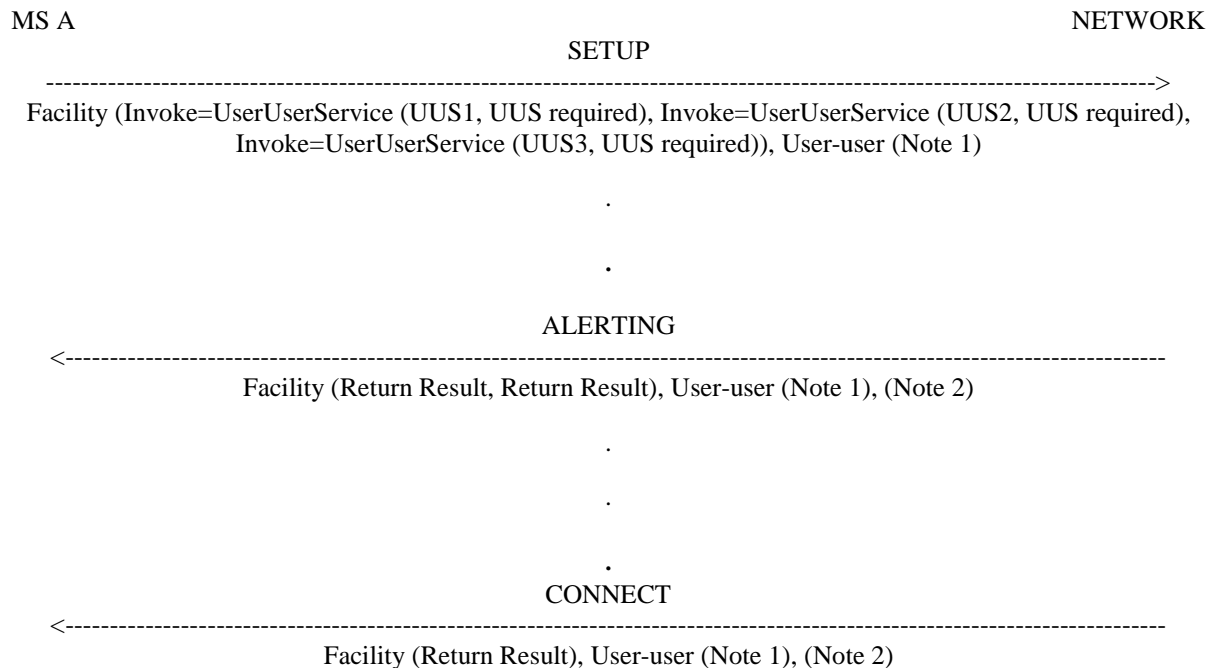 MS A NETWORK
SETUP
------------------------------------------------------------------------------------------------------------------------------->
Facility (Invoke=UserUserService (UUS1, UUS required), Invoke=UserUserService (UUS2, UUS required),
Invoke=UserUserService (UUS3, UUS required)), User-user (Note 1)
.
.
ALERTING
<-------------------------------------------------------------------------------------------------------------------------------
Facility (Return Result, Return Result), User-user (Note 1), (Note 2)
.
.
.
CONNECT
<-------------------------------------------------------------------------------------------------------------------------------
Facility (Return Result), User-user (Note 1), (Note 2)